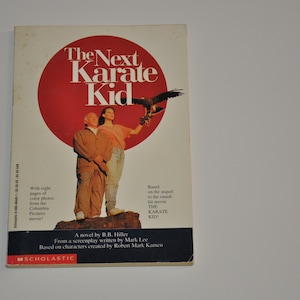 The Next
Karate
Kid
With eight
pages of
color photos
from the
Columbia
Pictures
movie!
Based
on the sequel
to the smash
hit movie
THE
KARATE
KID!
A novel by B.B. Hiller
From a screenplay written by Mark Lee
Based on characters created by Robert Mark Kamen
SCHOLASTIC